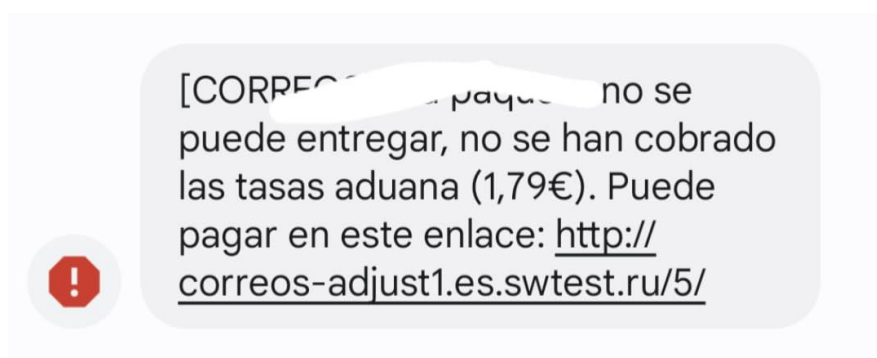 no se
puede entregar, no se han cobrado
las tasas aduana (1,79€). Puede
pagar en este enlace: http://
correos-adjust1.es.swtest.ru/5/